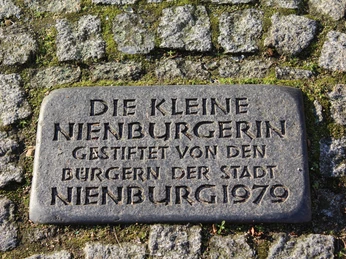 DIE KLEINE
NIENBURGERIN
GESTIFTET VON DEN
BÜRGERN DER STADT
NIENBURG 1979